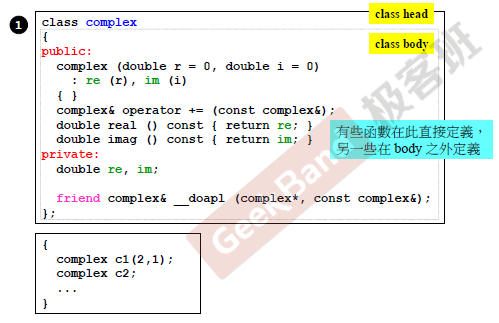 1
class complex
class head
{
class body
public:
complex (double r = 0, double i = 0)
: re (r), im (i)
{ }
complex& operator += (const complex&);
double real () const { return re; }
double imag () const { return im; }
有些函數在此直接定義，
另一些在 body 之外定義
private:
double re, im;
friend complex& __doapl (complex*, const complex&);
};
{
complex c1(2,1);
complex c2;
...
}
GeekBand 极客班